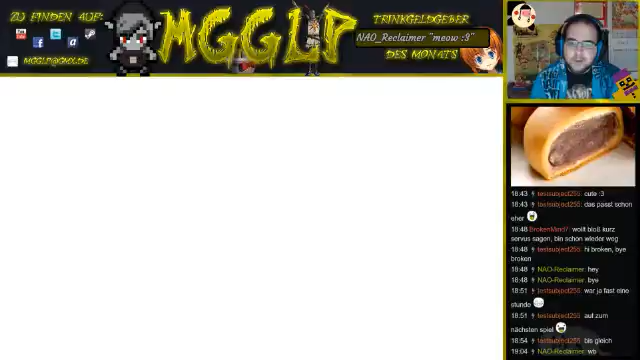 ZU FINDEN AUF:
MGGLP@GMX.DE
MGGLP
TRINKGELDGEBER
NAO_Reclaimer "meow :3"
DES MONATS
18:43 testsubject255: cute :3
18:43 testsubject255: das passt schon
eher
18:48 BrokenMind7: wollt bloß kurz
servus sagen, bin schon wieder weg
18:48 testsubject255: hi broken, bye
broken
18:48 NAO-Reclaimer: hey
18:48 NAO-Reclaimer: bye
18:51 testsubject255: war ja fast eine
stunde
18:51 testsubject255: auf zum
nächsten spiel
18:54 testsubject255: bis gleich
19:04 NAO-Reclaimer: wb